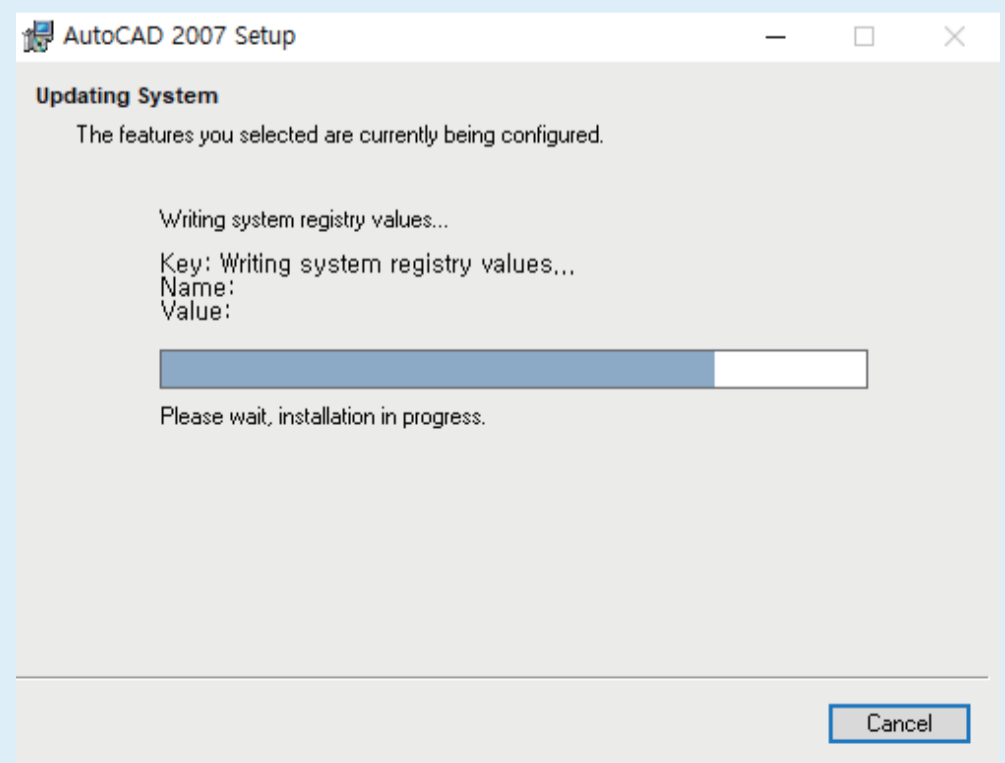 AutoCAD 2007 Setup
Updating System
The features you selected are currently being configured.
Writing system registry values...
Key: Writing system registry values...
Name:
Value:
Please wait, installation in progress.
Cancel